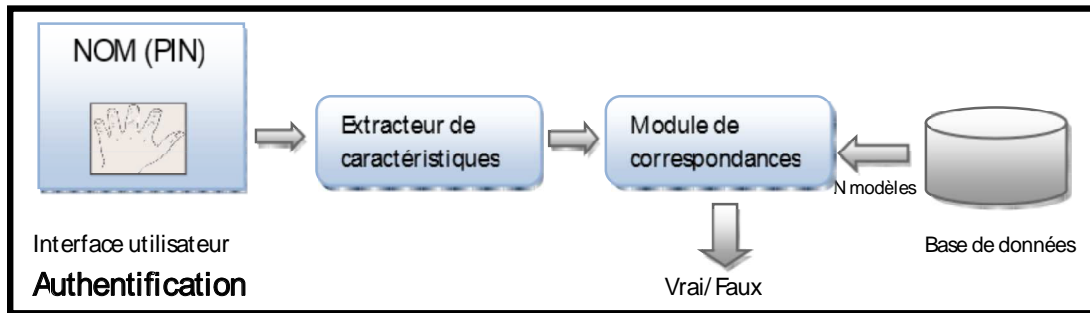 NOM (PIN)
Extracteur de
caractéristiques
Module de
correspondances
N modèles
Interface utilisateur
Base de données
Authentification
Vrai/ Faux